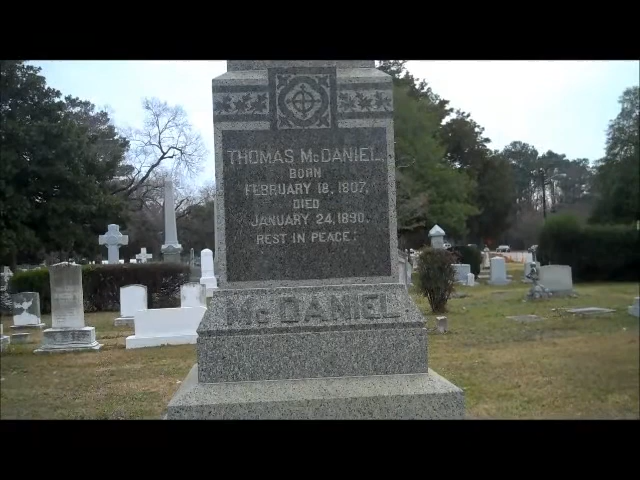 THOMAS McDANIEL.
BORN
FEBRUARY 18, 1807,
DIED
JANUARY 24, 1890.
REST IN PEACE.
McDANIEL